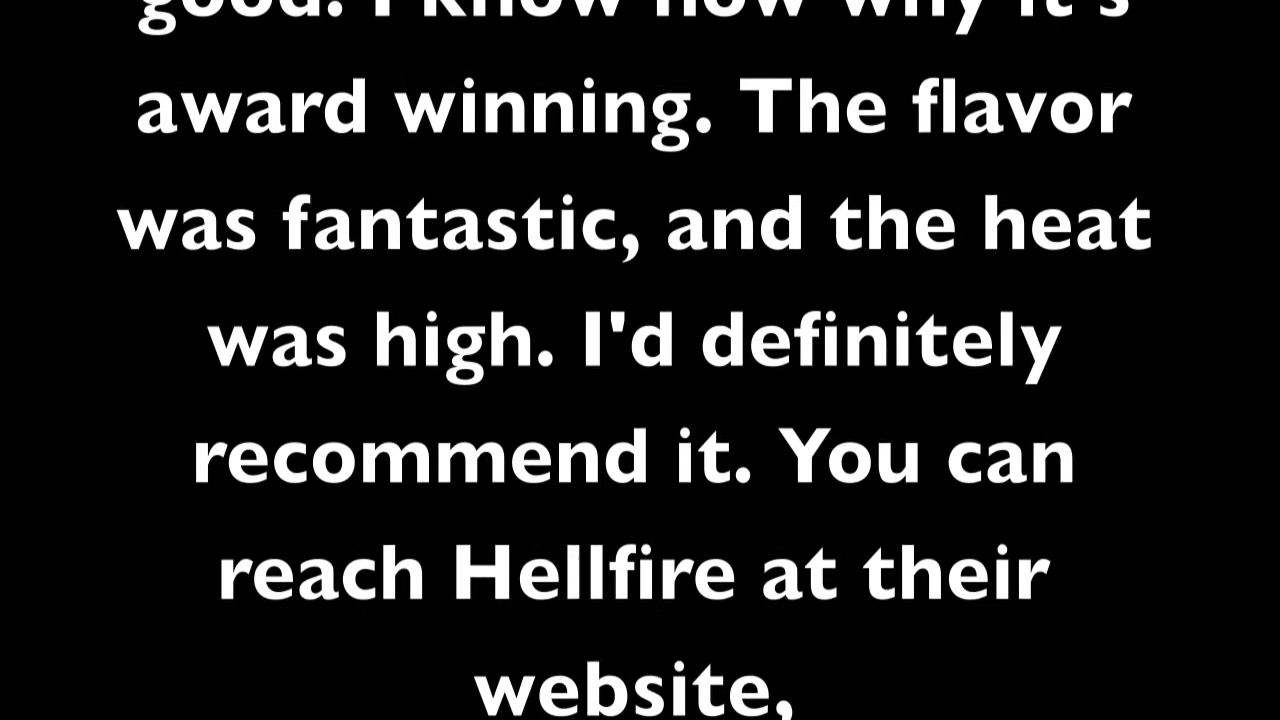 good. I know now why it's
award winning. The flavor
was fantastic, and the heat
was high. I'd definitely
recommend it. You can
reach Hellfire at their
website,